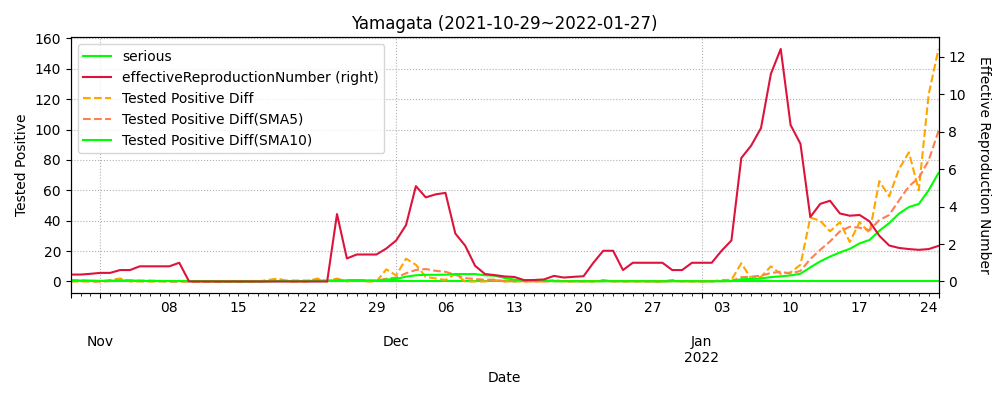 Yamagata (2021-10-29~2022-01-27)
serious
effectiveReproductionNumber (right)
Tested Positive Diff
Tested Positive Diff(SMA5)
Tested Positive Diff(SMA10)
Tested Positive
160
140
120
100
80
60
40
20
0
Effective Reproduction Number
12
10
8
6
4
2
0
08 15 22 29 06 13 20 27 03 10 17 24
Nov Dec Jan
2022
Date